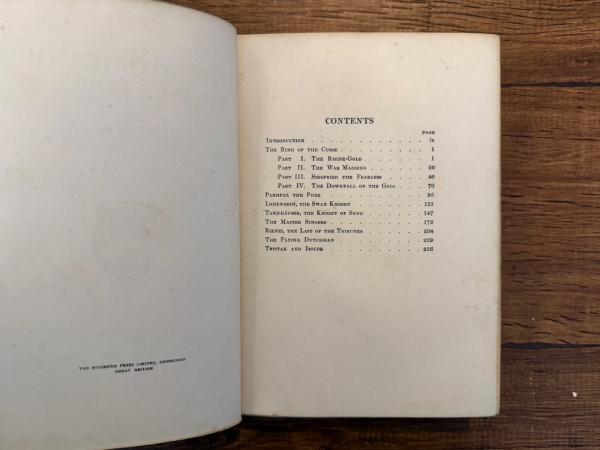 THE RIVERSIDE PRESS LIMITED, EDINBURGH
GREAT BRITAIN
CONTENTS
PAGE
INTRODUCTION . . . . . . . . . . . ix
THE RING OF THE CURSE . . . . . . . . . 1
PART I. THE RHINE-GOLD . . . . . . . 1
PART II. THE WAR MAIDENS . . . . . . 26
PART III. SIEGFRIED THE FEARLESS . . . . . 46
PART IV. THE DOWNFALL OF THE GODS . . . . 70
PARSIFAL THE PURE . . . . . . . . . 95
LOHENGRIN, THE SWAN KNIGHT . . . . . . . 121
TANNHÄUSER, THE KNIGHT OF SONG . . . . . . 147
THE MASTER SINGERS . . . . . . . . . 172
RIENZI, THE LAST OF THE TRIBUNES . . . . . . 204
THE FLYING DUTCHMAN . . . . . . . . 239
TRISTAN AND ISOLDE . . . . . . . . . 256